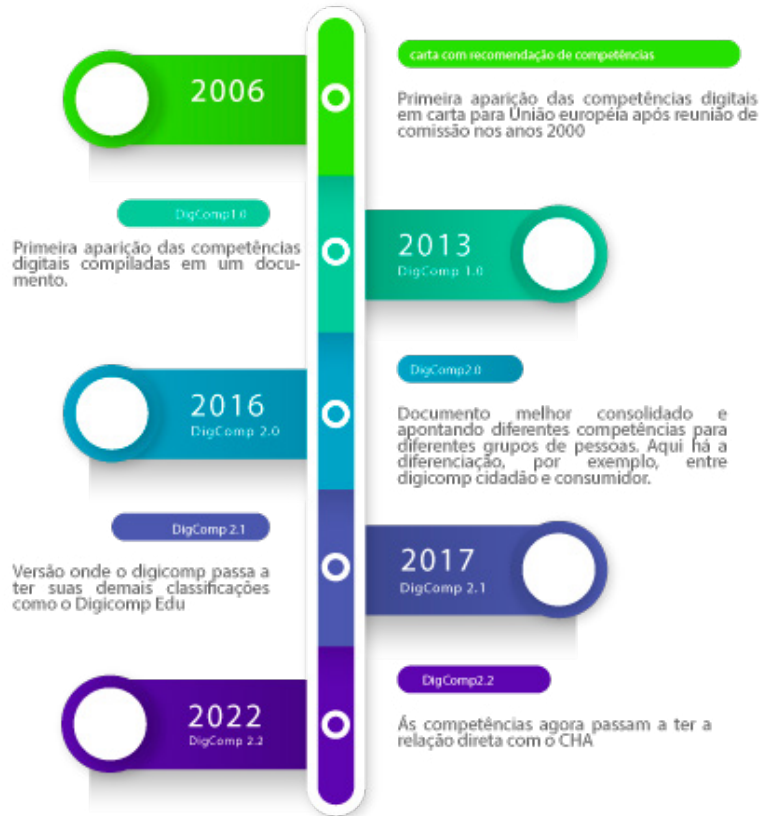 2006
carta com recomendação de competências
Primeira aparição das competências digitais
em carta para União européia após reunião de
comissão nos anos 2000
DigComp1.0
Primeira aparição das competências
digitais compiladas em um docu-
mento.
2013
DigComp 1.0
2016
DigComp 2.0
DigComp2.0
Documento melhor consolidado e
apontando diferentes competências para
diferentes grupos de pessoas. Aqui há a
diferenciação, por exemplo, entre
digicomp cidadão e consumidor.
DigComp 2.1
Versão onde o digicomp passa a
ter suas demais classificações
como o Digicomp Edu
2017
DigComp 2.1
2022
DigComp 2.2
DigComp2.2
Ás competências agora passam a ter a
relação direta com o CHA